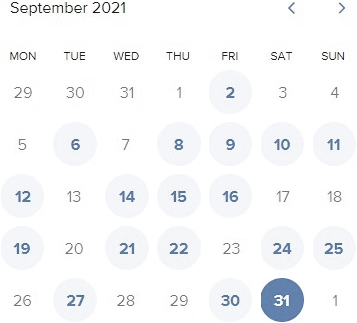 September 2021
MON TUE WED THU FRI SAT SUN
29 30 31 1 2 3 4
5 6 7 8 9 10 11
12 13 14 15 16 17 18
19 20 21 22 23 24 25
26 27 28 29 30 31 1